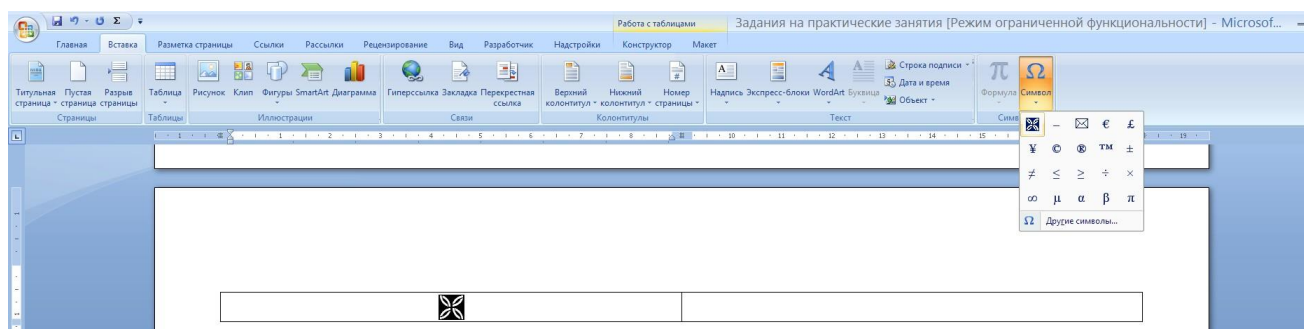 Работа с таблицами Задания на практические занятия [Режим ограниченной функциональности] - Microsof...
Главная Вставка Разметка страницы Ссылки Рассылки Рецензирование Вид Разработчик Надстройки Конструктор Макет
Титульная страница Пустая страница Разрыв страницы Таблица Рисунок Клип Фигуры SmartArt Диаграмма Гиперссылка Закладка Перекрестная ссылка Верхний колонтитул Нижний колонтитул Номер страницы Надпись Экспресс-блоки WordArt Буквица Строка подписи Дата и время Объект Формула Символ
Страницы Таблицы Иллюстрации Связи Колонтитулы Текст Симв
– € £
¥ © ® ™ ±
≠ ≤ ≥ ÷ ×
∞ µ α β π
Ω Другие символы...